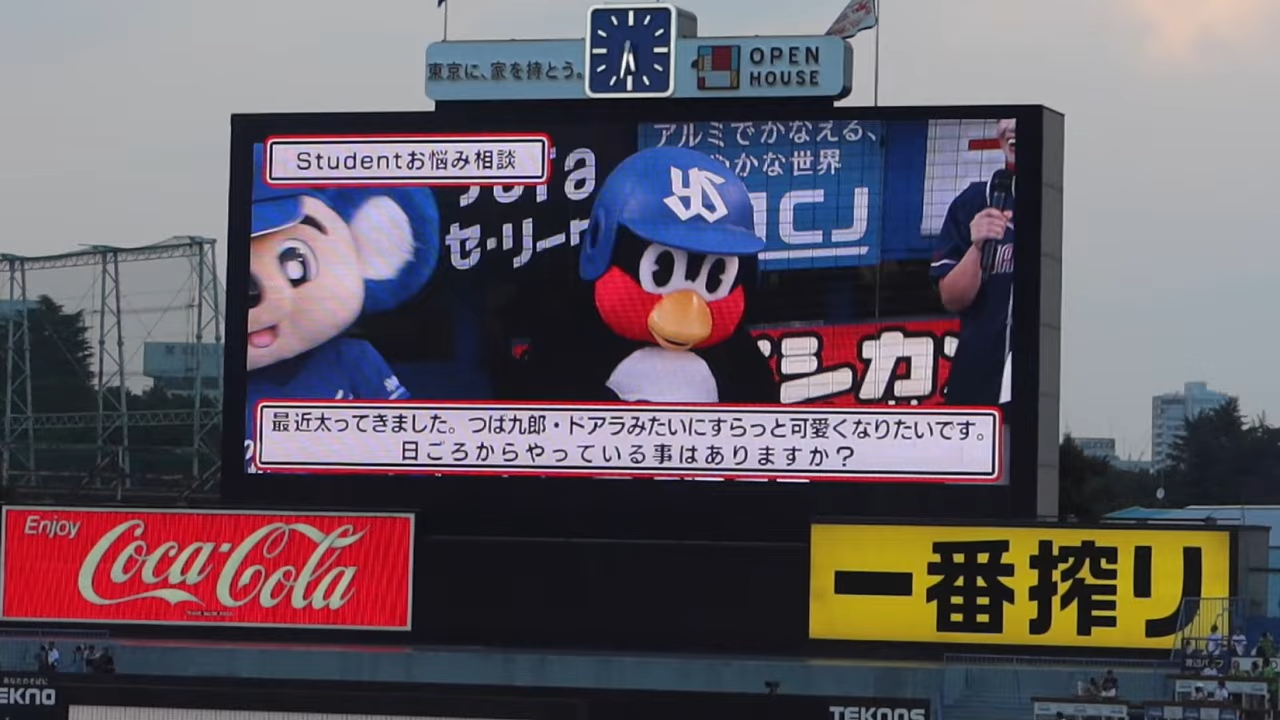 東京に、家を持とう。
OPEN
HOUSE
Studentお悩み相談
アルミでかなえる、
かな世界
セ・リー
YS
最近太ってきました。つば九郎・ドアラみたいにすらっと可愛くなりたいです。
日ごろからやっている事はありますか？
Enjoy
Coca-Cola
一番搾り
EKNO
TEKNOS